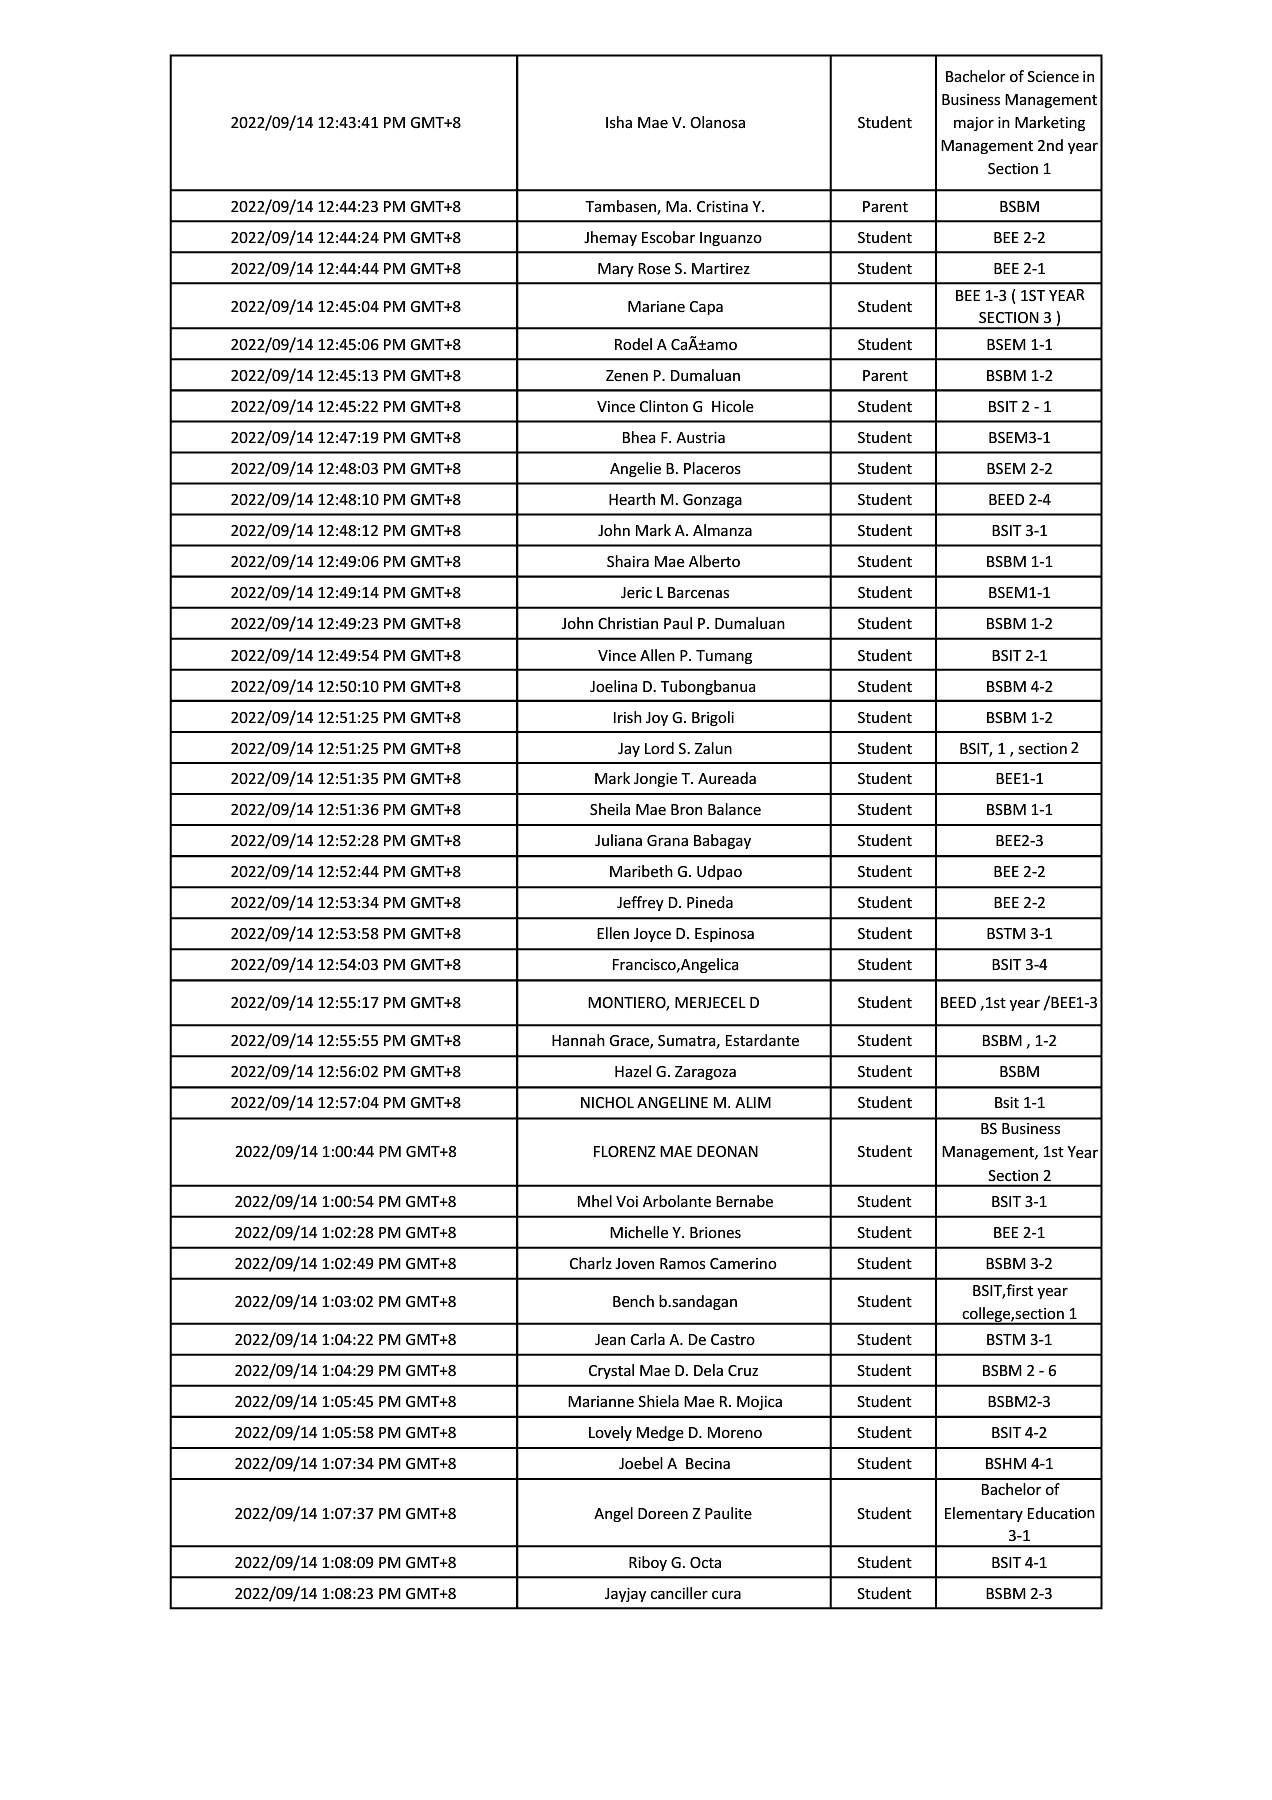 2022/09/14 12:43:41 PM GMT+8 Isha Mae V. Olanosa Student Bachelor of Science in
Business Management
major in Marketing
Management 2nd year
Section 1
2022/09/14 12:44:23 PM GMT+8 Tambasen, Ma. Cristina Y. Parent BSBM
2022/09/14 12:44:24 PM GMT+8 Jhemay Escobar Inguanzo Student BEE 2-2
2022/09/14 12:44:44 PM GMT+8 Mary Rose S. Martirez Student BEE 2-1
2022/09/14 12:45:04 PM GMT+8 Mariane Capa Student BEE 1-3 ( 1ST YEAR
SECTION 3 )
2022/09/14 12:45:06 PM GMT+8 Rodel A CaÃ±amo Student BSEM 1-1
2022/09/14 12:45:13 PM GMT+8 Zenen P. Dumaluan Parent BSBM 1-2
2022/09/14 12:45:22 PM GMT+8 Vince Clinton G  Hicole Student BSIT 2 - 1
2022/09/14 12:47:19 PM GMT+8 Bhea F. Austria Student BSEM3-1
2022/09/14 12:48:03 PM GMT+8 Angelie B. Placeros Student BSEM 2-2
2022/09/14 12:48:10 PM GMT+8 Hearth M. Gonzaga Student BEED 2-4
2022/09/14 12:48:12 PM GMT+8 John Mark A. Almanza Student BSIT 3-1
2022/09/14 12:49:06 PM GMT+8 Shaira Mae Alberto Student BSBM 1-1
2022/09/14 12:49:14 PM GMT+8 Jeric L Barcenas Student BSEM1-1
2022/09/14 12:49:23 PM GMT+8 John Christian Paul P. Dumaluan Student BSBM 1-2
2022/09/14 12:49:54 PM GMT+8 Vince Allen P. Tumang Student BSIT 2-1
2022/09/14 12:50:10 PM GMT+8 Joelina D. Tubongbanua Student BSBM 4-2
2022/09/14 12:51:25 PM GMT+8 Irish Joy G. Brigoli Student BSBM 1-2
2022/09/14 12:51:25 PM GMT+8 Jay Lord S. Zalun Student BSIT, 1 , section 2
2022/09/14 12:51:35 PM GMT+8 Mark Jongie T. Aureada Student BEE1-1
2022/09/14 12:51:36 PM GMT+8 Sheila Mae Bron Balance Student BSBM 1-1
2022/09/14 12:52:28 PM GMT+8 Juliana Grana Babagay Student BEE2-3
2022/09/14 12:52:44 PM GMT+8 Maribeth G. Udpao Student BEE 2-2
2022/09/14 12:53:34 PM GMT+8 Jeffrey D. Pineda Student BEE 2-2
2022/09/14 12:53:58 PM GMT+8 Ellen Joyce D. Espinosa Student BSTM 3-1
2022/09/14 12:54:03 PM GMT+8 Francisco,Angelica Student BSIT 3-4
2022/09/14 12:55:17 PM GMT+8 MONTIERO, MERJECEL D Student BEED ,1st year /BEE1-3
2022/09/14 12:55:55 PM GMT+8 Hannah Grace, Sumatra, Estardante Student BSBM , 1-2
2022/09/14 12:56:02 PM GMT+8 Hazel G. Zaragoza Student BSBM
2022/09/14 12:57:04 PM GMT+8 NICHOL ANGELINE M. ALIM Student Bsit 1-1
2022/09/14 1:00:44 PM GMT+8 FLORENZ MAE DEONAN Student BS Business
Management, 1st Year
Section 2
2022/09/14 1:00:54 PM GMT+8 Mhel Voi Arbolante Bernabe Student BSIT 3-1
2022/09/14 1:02:28 PM GMT+8 Michelle Y. Briones Student BEE 2-1
2022/09/14 1:02:49 PM GMT+8 Charlz Joven Ramos Camerino Student BSBM 3-2
2022/09/14 1:03:02 PM GMT+8 Bench b.sandagan Student BSIT,first year
college,section 1
2022/09/14 1:04:22 PM GMT+8 Jean Carla A. De Castro Student BSTM 3-1
2022/09/14 1:04:29 PM GMT+8 Crystal Mae D. Dela Cruz Student BSBM 2 - 6
2022/09/14 1:05:45 PM GMT+8 Marianne Shiela Mae R. Mojica Student BSBM2-3
2022/09/14 1:05:58 PM GMT+8 Lovely Medge D. Moreno Student BSIT 4-2
2022/09/14 1:07:34 PM GMT+8 Joebel A  Becina Student BSHM 4-1
2022/09/14 1:07:37 PM GMT+8 Angel Doreen Z Paulite Student Bachelor of
Elementary Education
3-1
2022/09/14 1:08:09 PM GMT+8 Riboy G. Octa Student BSIT 4-1
2022/09/14 1:08:23 PM GMT+8 Jayjay canciller cura Student BSBM 2-3